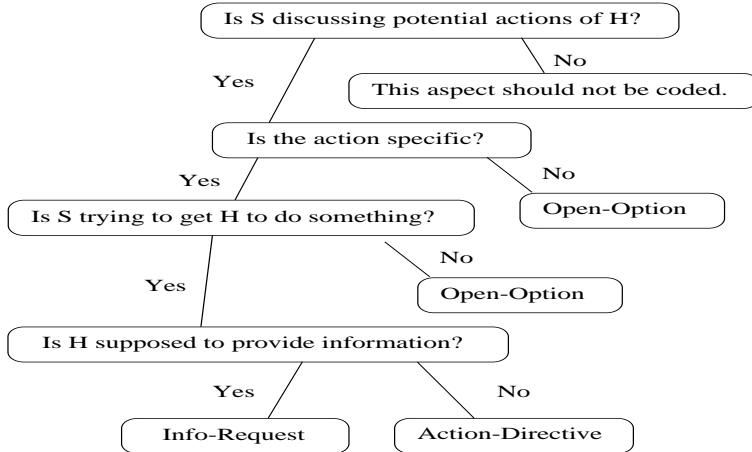 Is S discussing potential actions of H?
No
Yes
This aspect should not be coded.
Is the action specific?
No
Yes
Open-Option
Is S trying to get H to do something?
No
Yes
Open-Option
Is H supposed to provide information?
Yes
No
Info-Request
Action-Directive